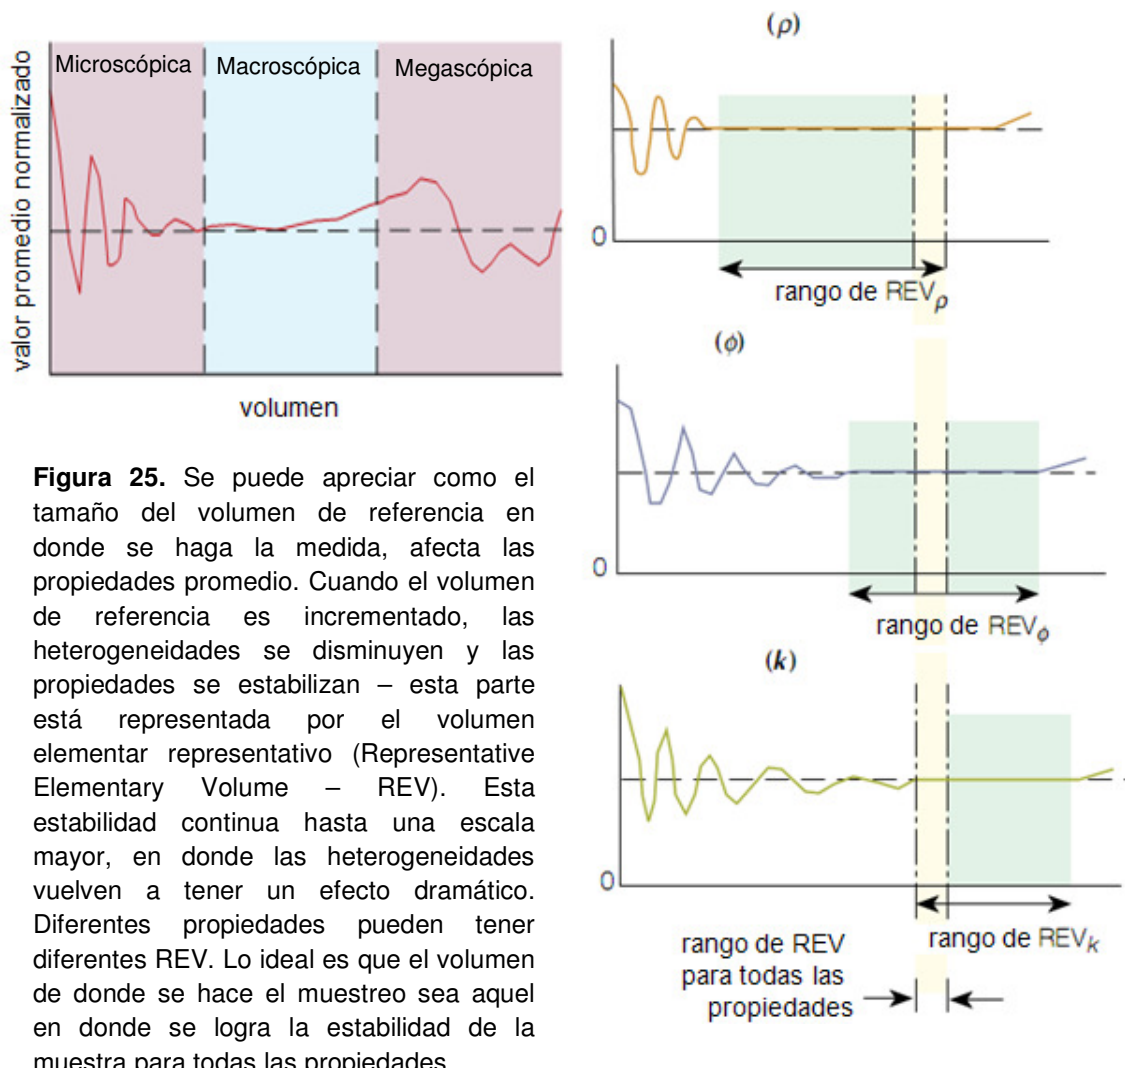 Microscópica
Macroscópica
Megascópica
valor promedio normalizado
volumen
Figura 25. Se puede apreciar como el
tamaño del volumen de referencia en
donde se haga la medida, afecta las
propiedades promedio. Cuando el volumen
de referencia es incrementado, las
heterogeneidades se disminuyen y las
propiedades se estabilizan – esta parte
está representada por el volumen
elementar representativo (Representative
Elementary Volume – REV). Esta
estabilidad continua hasta una escala
mayor, en donde las heterogeneidades
vuelven a tener un efecto dramático.
Diferentes propiedades pueden tener
diferentes REV. Lo ideal es que el volumen
de donde se hace el muestreo sea aquel
en donde se logra la estabilidad de la
muestra para todas las propiedades
(ρ)
0
rango de REVρ
(ϕ)
0
rango de REVϕ
(k)
0
rango de REVk
rango de REV
para todas las
propiedades